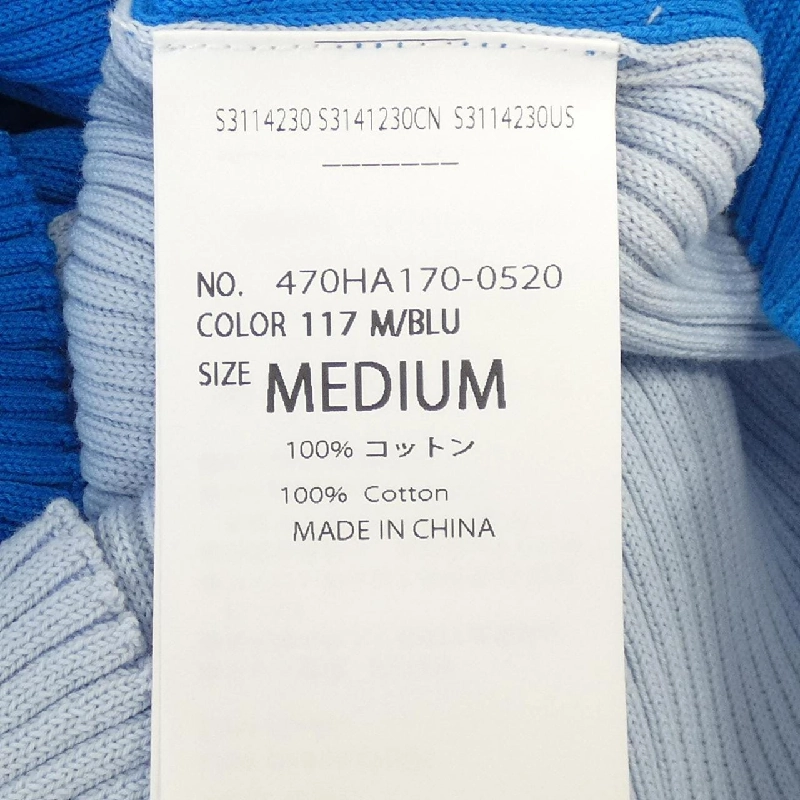 S3114230 S3141230CN S3114230US
NO. 470HA170-0520
COLOR 117 M/BLU
SIZE MEDIUM
100% コットン
100% Cotton
MADE IN CHINA